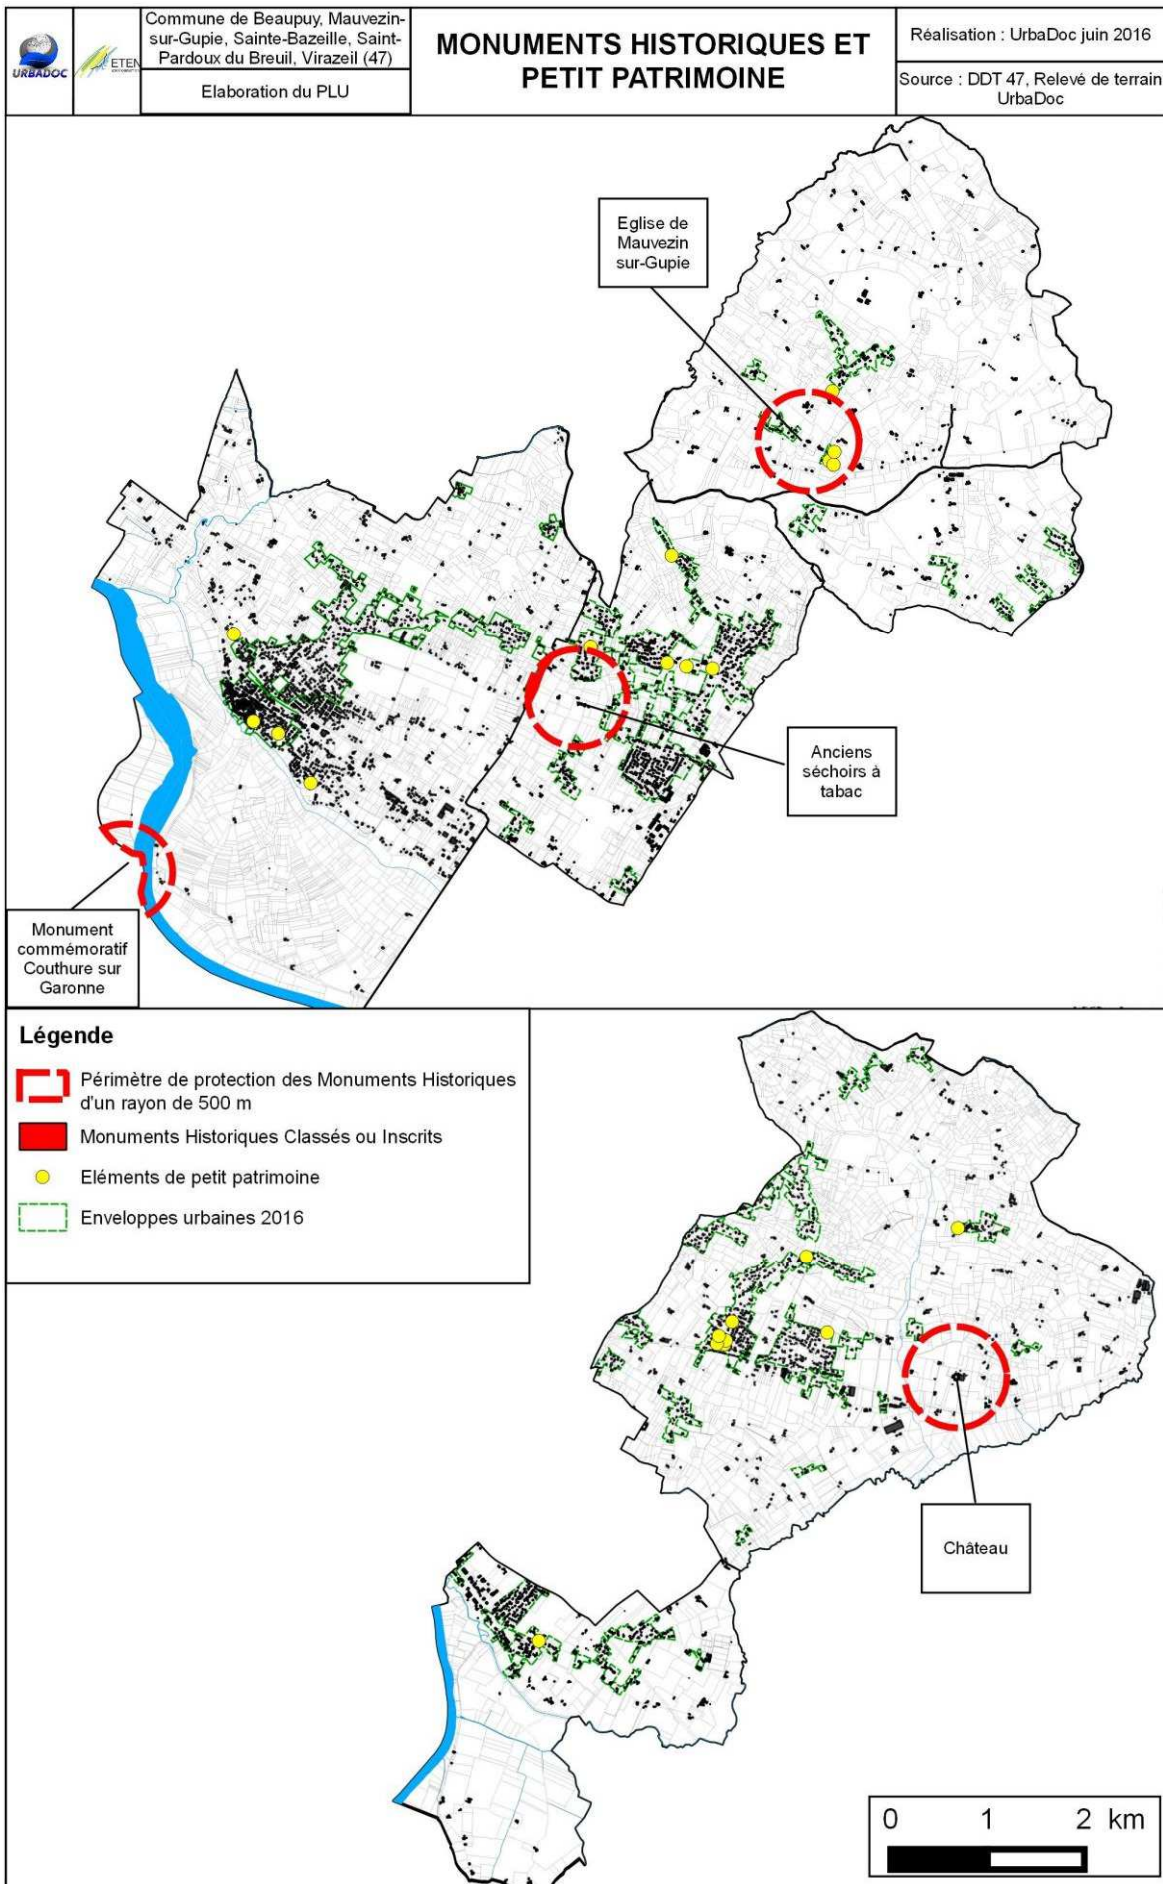 URBADOC
ETEN
Commune de Beaupuy, Mauvezin-
sur-Gupie, Sainte-Bazeille, Saint-
Pardoux du Breuil, Virazeil (47)
Elaboration du PLU
MONUMENTS HISTORIQUES ET
PETIT PATRIMOINE
Réalisation : UrbaDoc juin 2016
Source : DDT 47, Relevé de terrain
UrbaDoc
Eglise de
Mauvezin
sur-Gupie
Anciens
séchoirs à
tabac
Monument
commémoratif
Couthure sur
Garonne
Légende
Périmètre de protection des Monuments Historiques
d'un rayon de 500 m
Monuments Historiques Classés ou Inscrits
Eléments de petit patrimoine
Enveloppes urbaines 2016
Château
0 1 2 km